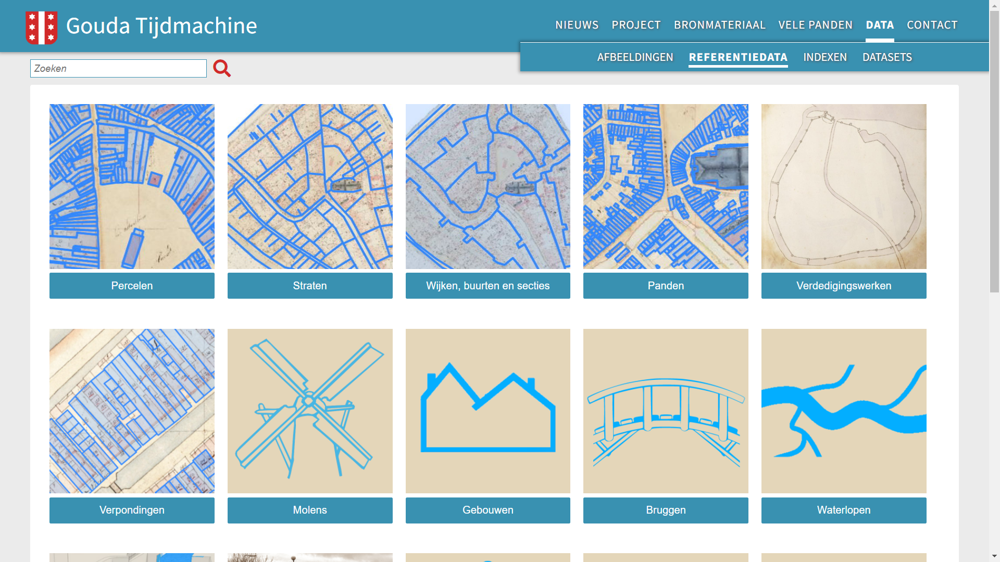 Gouda Tijdmachine
NIEUWS PROJECT BRONMATERIAAL VELE PANDEN DATA CONTACT
AFBEELDINGEN REFERENTIEDATA INDEXEN DATASETS
Zoeken
Percelen
Straten
Wijken, buurten en secties
Panden
Verdedigingswerken
Verpondingen
Molens
Gebouwen
Bruggen
Waterlopen